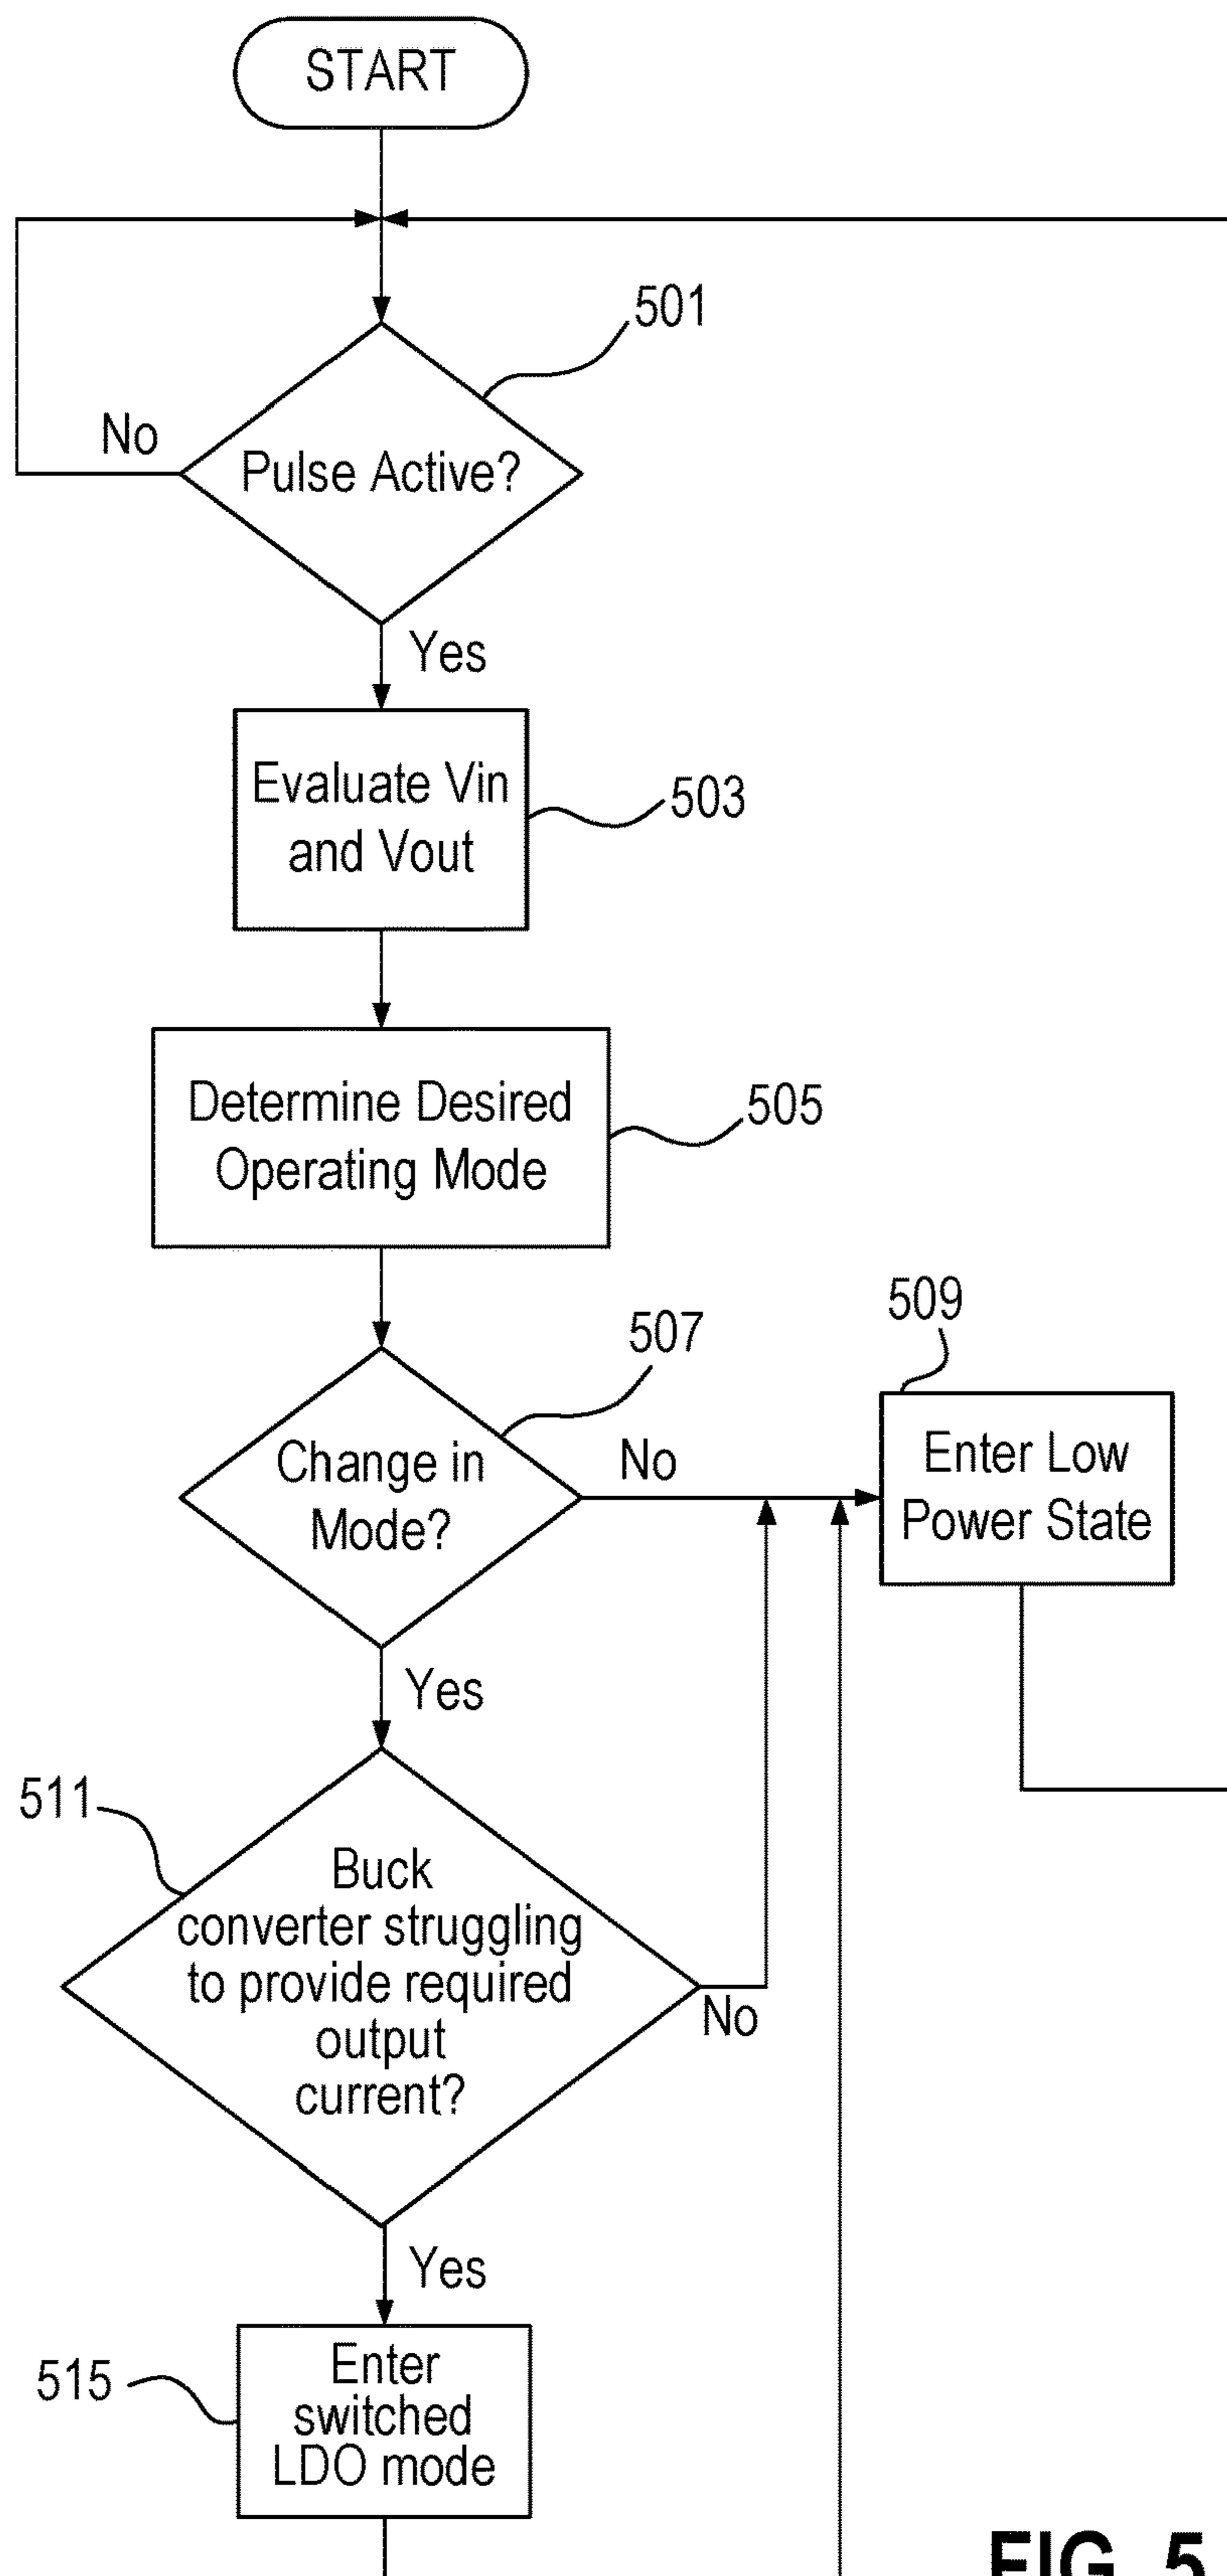 START
501
No
Pulse Active?
Yes
Evaluate Vin
and Vout
503
Determine Desired
Operating Mode
505
507
509
Change in
Mode?
No
Enter Low
Power State
Yes
511
Buck
converter struggling
to provide required
output
current?
No
Yes
515
Enter
switched
LDO mode
FIG. 5